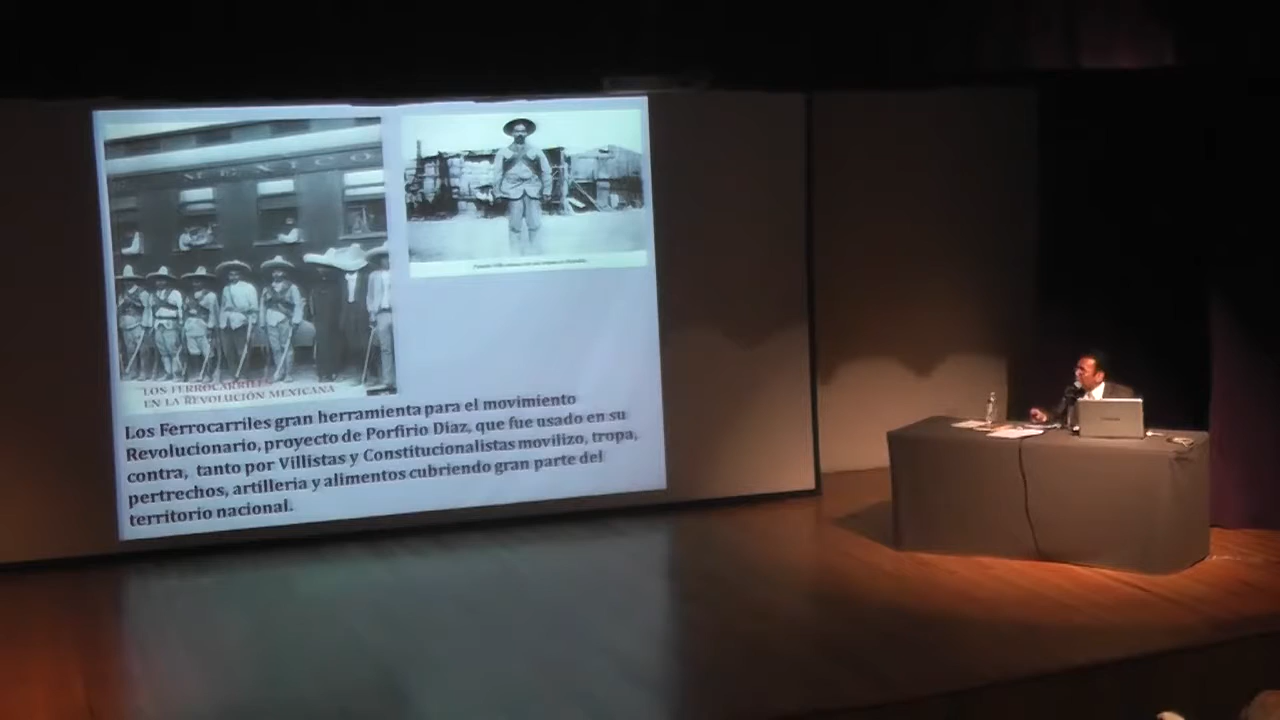 MEXICO
LOS FERROCARRILES
EN LA REVOLUCIÓN MEXICANA
Los Ferrocarriles gran herramienta para el movimiento
Revolucionario, proyecto de Porfirio Díaz, que fue usado en su
contra, tanto por Villistas y Constitucionalistas movilizo, tropa,
pertrechos, artilleria y alimentos cubriendo gran parte del
territorio nacional.